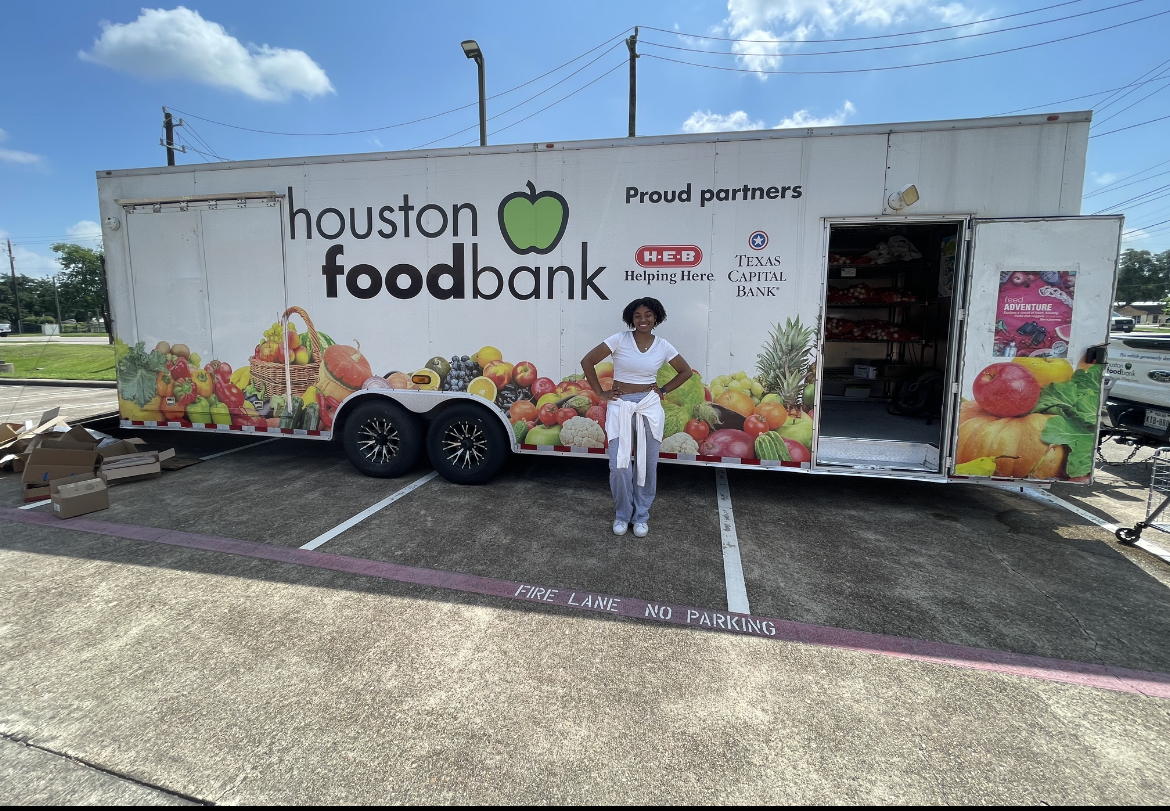 houston
foodbank
Proud partners
H-E-B
Helping Here
TEXAS
CAPITAL
BANK
feed
ADVENTURE
FIRE LANE NO PARKING